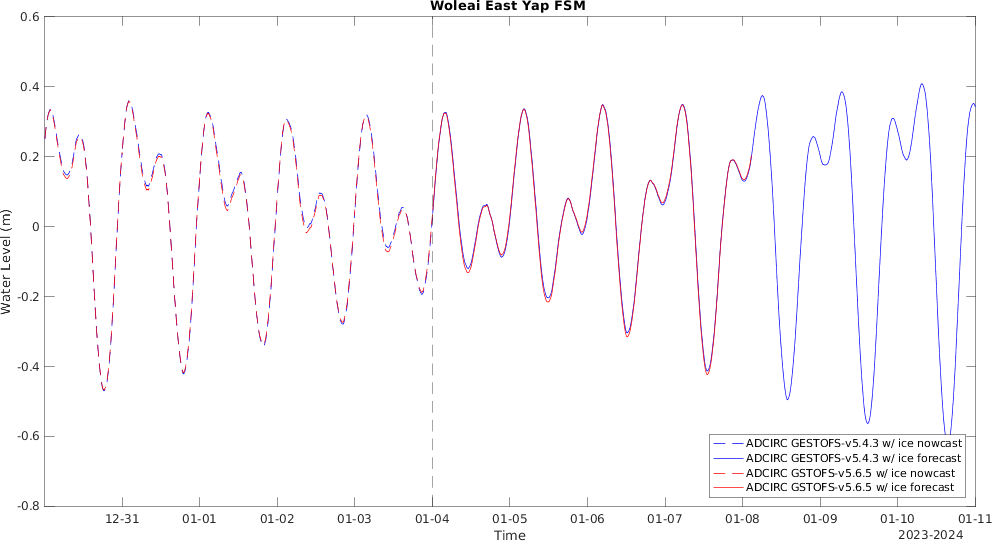 Woleai East Yap FSM
0.6
0.4
0.2
0
-0.2
-0.4
-0.6
-0.8
Water Level (m)
ADCIRC GESTOFS-v5.4.3 w/ ice nowcast
ADCIRC GESTOFS-v5.4.3 w/ ice forecast
ADCIRC GSTOFS-v5.6.5 w/ ice nowcast
ADCIRC GSTOFS-v5.6.5 w/ ice forecast
12-31 01-01 01-02 01-03 01-04 01-05 01-06 01-07 01-08 01-09 01-10 01-11
Time
2023-2024